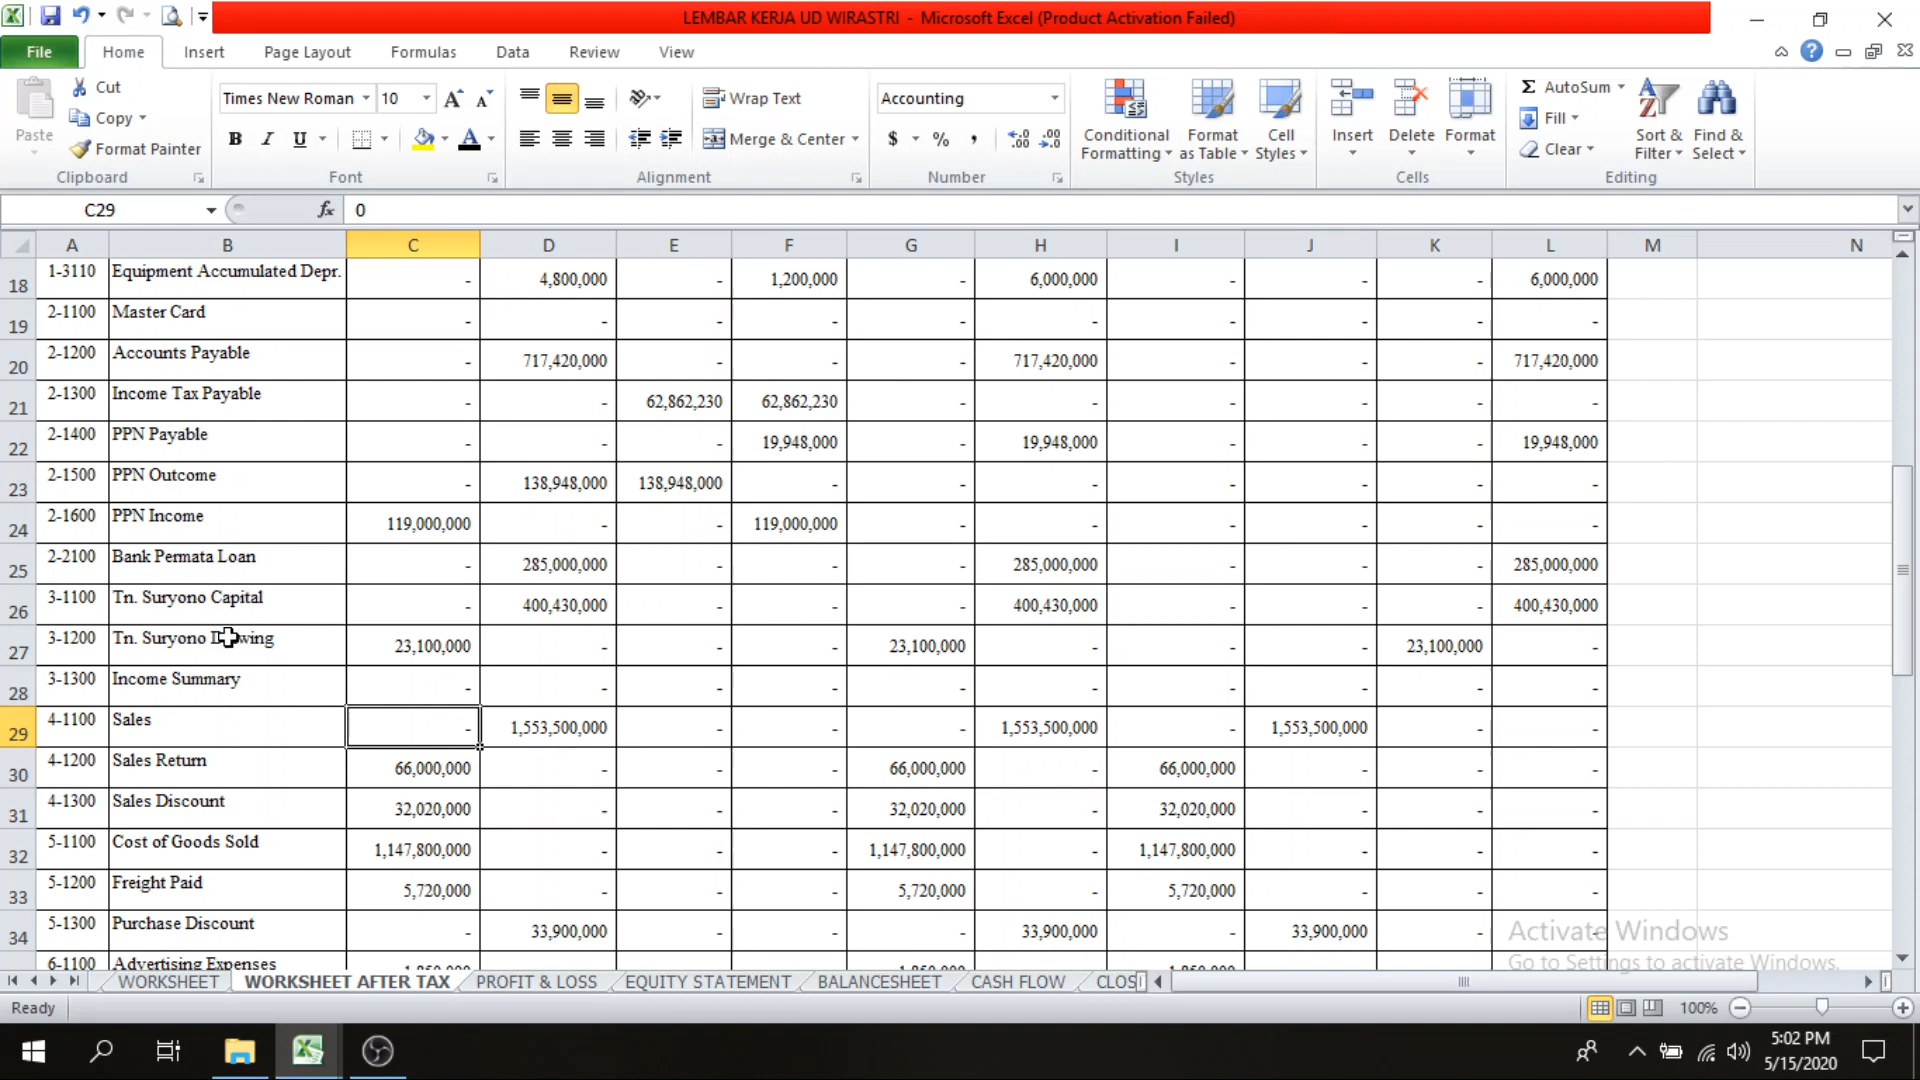 LEMBAR KERJA UD WIRASTRI - Microsoft Excel (Product Activation Failed)
File Home Insert Page Layout Formulas Data Review View
Paste Cut Copy Format Painter Clipboard
Times New Roman 10 B I U A Font
Wrap Text Merge & Center Alignment
Accounting $ % , Number
Conditional Formatting Format as Table Cell Styles Styles
Insert Delete Format Cells
Σ AutoSum Fill Clear Sort & Filter Find & Select Editing
C29 fx 0
A B C D E F G H I J K L M N
18 1-3110 Equipment Accumulated Depr. - 4,800,000 - 1,200,000 - 6,000,000 - - - 6,000,000
19 2-1100 Master Card - - - - - - - - - -
20 2-1200 Accounts Payable - 717,420,000 - - - 717,420,000 - - - 717,420,000
21 2-1300 Income Tax Payable - - 62,862,230 62,862,230 - - - - - -
22 2-1400 PPN Payable - - - 19,948,000 - 19,948,000 - - - 19,948,000
23 2-1500 PPN Outcome - 138,948,000 138,948,000 - - - - - - -
24 2-1600 PPN Income 119,000,000 - - 119,000,000 - - - - - -
25 2-2100 Bank Permata Loan - 285,000,000 - - - 285,000,000 - - - 285,000,000
26 3-1100 Tn. Suryono Capital - 400,430,000 - - - 400,430,000 - - - 400,430,000
27 3-1200 Tn. Suryono 23,100,000 - - - 23,100,000 - - - 23,100,000 -
28 3-1300 Income Summary - - - - - - - - - -
29 4-1100 Sales - 1,553,500,000 - - - 1,553,500,000 - 1,553,500,000 - -
30 4-1200 Sales Return 66,000,000 - - - 66,000,000 - 66,000,000 - - -
31 4-1300 Sales Discount 32,020,000 - - - 32,020,000 - 32,020,000 - - -
32 5-1100 Cost of Goods Sold 1,147,800,000 - - - 1,147,800,000 - 1,147,800,000 - - -
33 5-1200 Freight Paid 5,720,000 - - - 5,720,000 - 5,720,000 - - -
34 5-1300 Purchase Discount - 33,900,000 - - - 33,900,000 - 33,900,000 - -
6-1100 Advertising Expenses
Activate Windows
Go to Settings to activate Windows.
WORKSHEET WORKSHEET AFTER TAX PROFIT & LOSS EQUITY STATEMENT BALANCESHEET CASH FLOW CLOS
Ready 100%
5:02 PM
5/15/2020